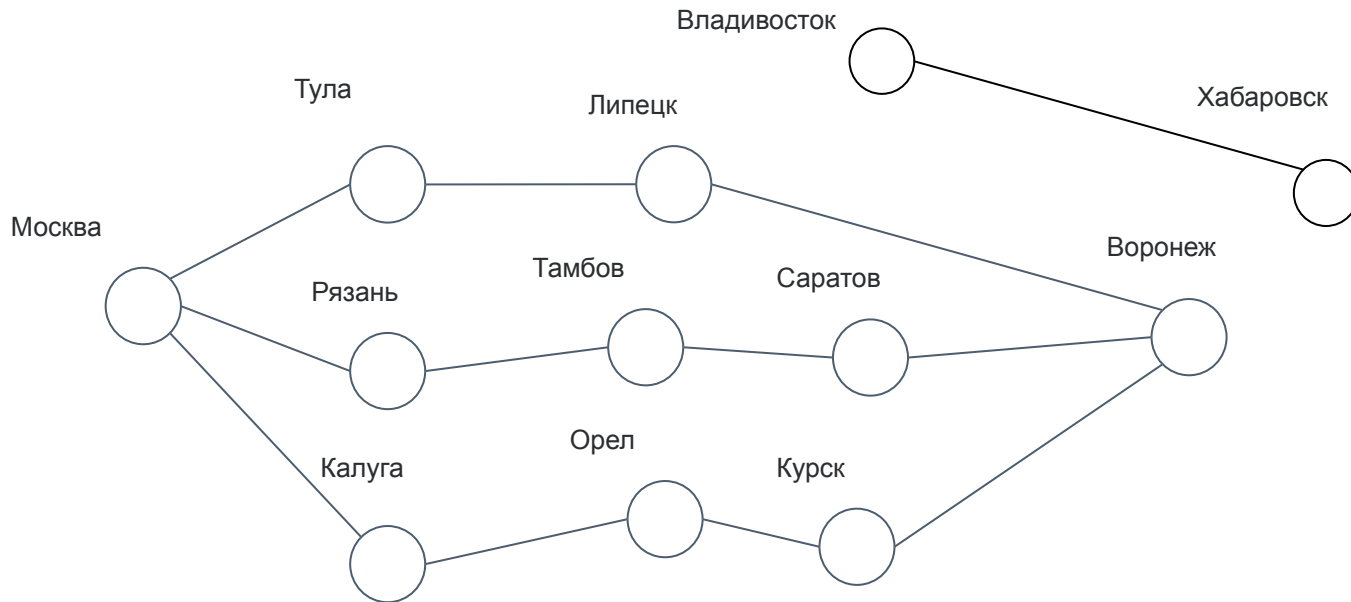 Владивосток
Тула
Липецк
Хабаровск
Москва
Воронеж
Рязань
Тамбов
Саратов
Калуга
Орел
Курск